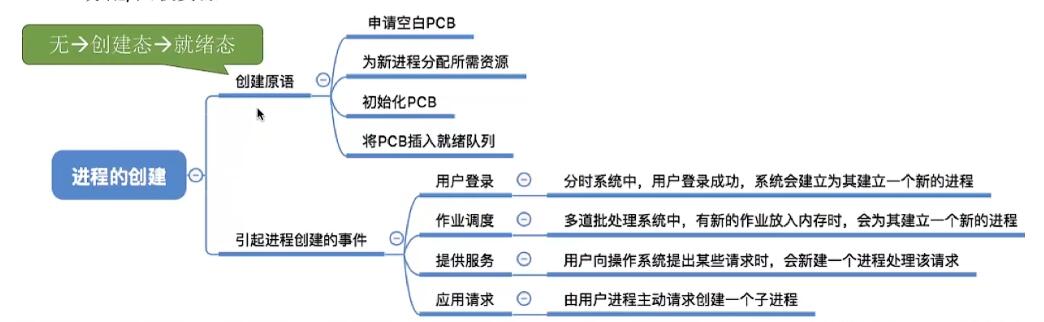 无→创建态→就绪态
申请空白PCB
为新进程分配所需资源
创建原语
初始化PCB
将PCB插入就绪队列
进程的创建
用户登录
分时系统中，用户登录成功，系统会建立为其建立一个新的进程
作业调度
多道批处理系统中，有新的作业放入内存时，会为其建立一个新的进程
引起进程创建的事件
提供服务
用户向操作系统提出某些请求时，会新建一个进程处理该请求
应用请求
由用户进程主动请求创建一个子进程